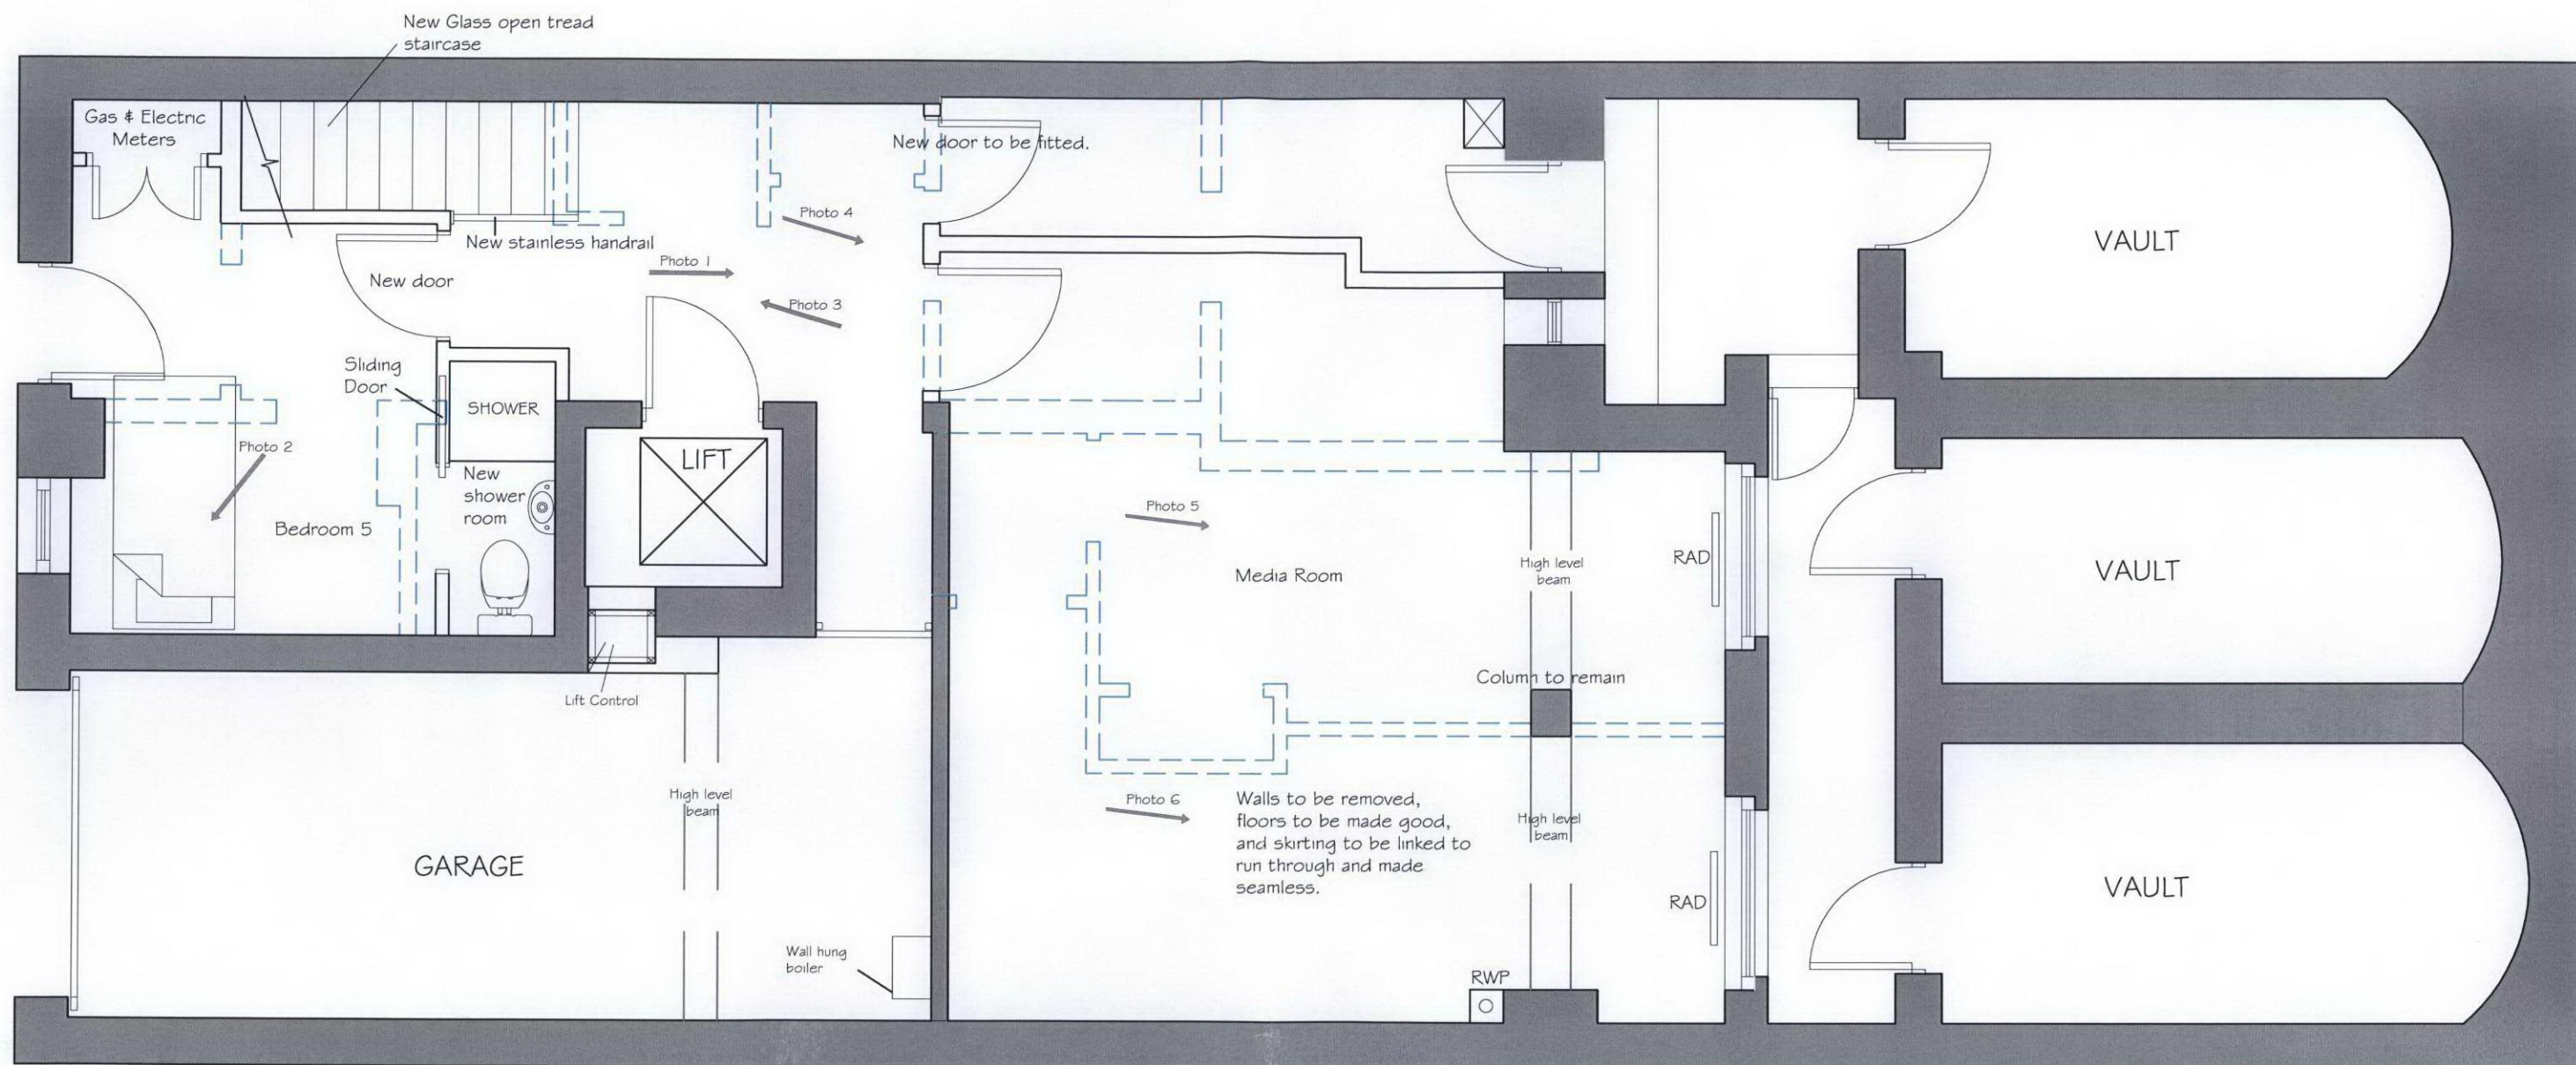 New Glass open tread
staircase
Gas & Electric
Meters
New door to be fitted.
Photo 4
New stainless handrail
Photo 1
New door
Photo 3
VAULT
Sliding
Door
SHOWER
Photo 2
LIFT
New
shower
room
Bedroom 5
Photo 5
Media Room
High level
beam
RAD
VAULT
Column to remain
Lift Control
High level
beam
Photo 6
Walls to be removed,
floors to be made good,
and skirting to be linked to
run through and made
seamless.
High level
beam
GARAGE
RAD
VAULT
Wall hung
boiler
RWP